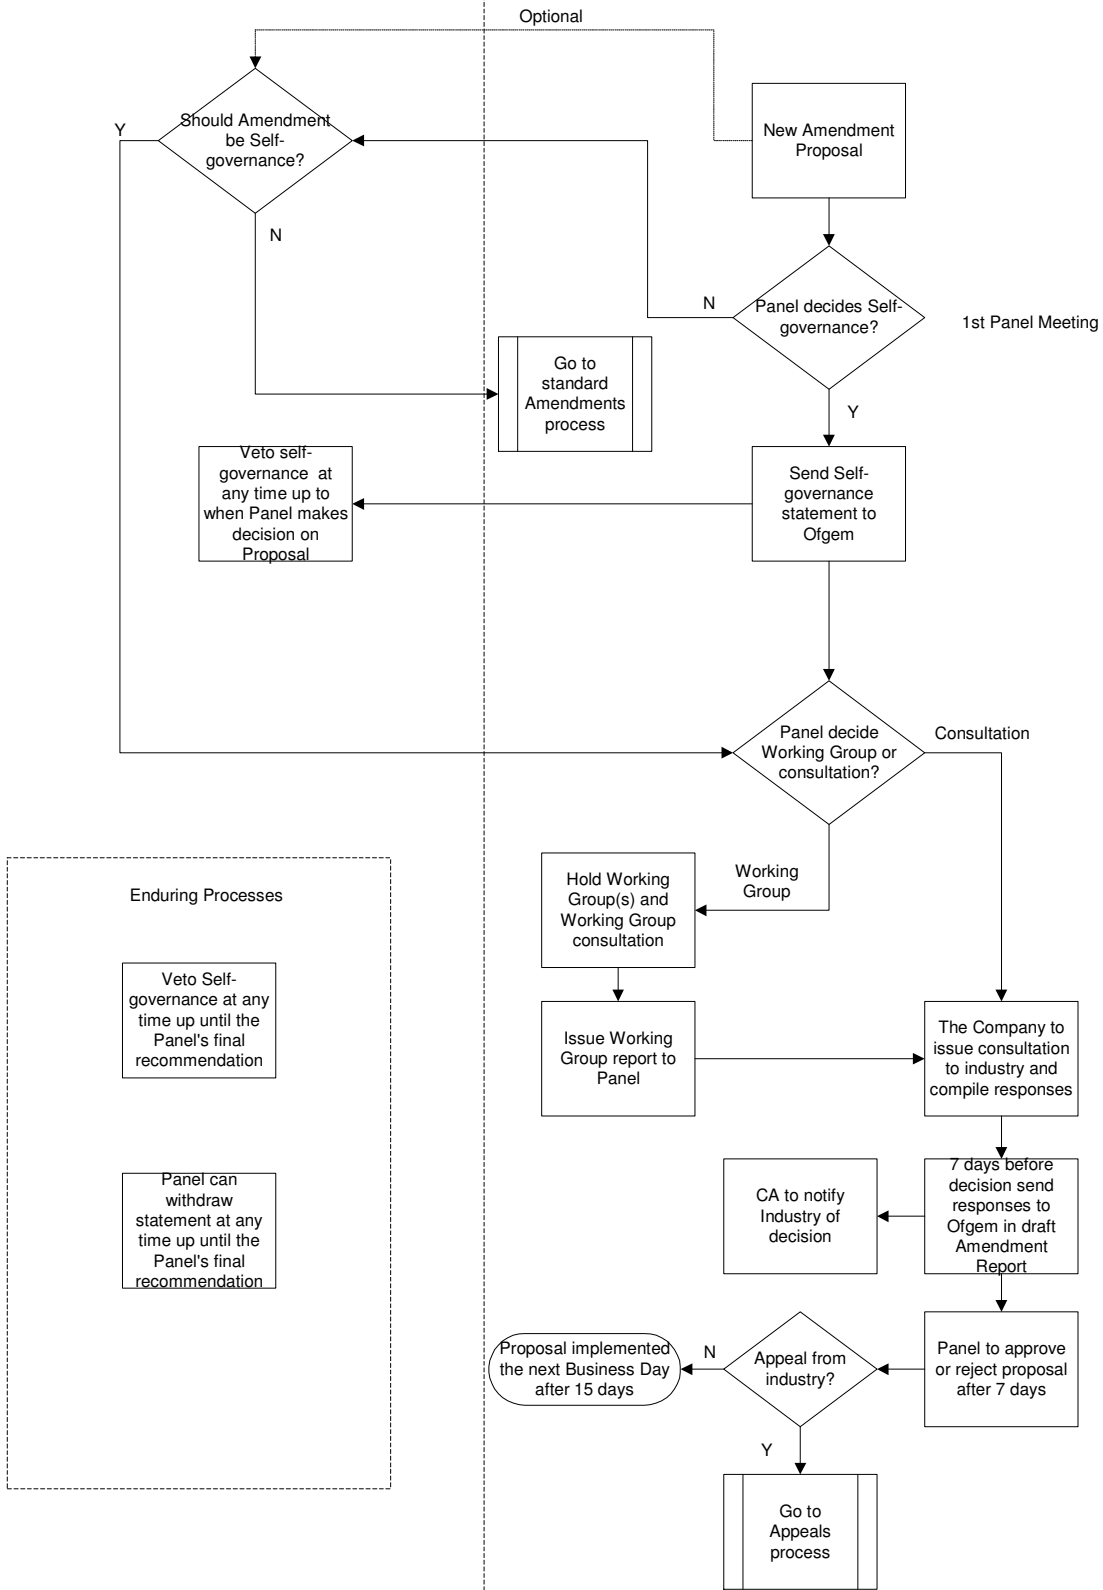 Optional
Should Amendment
be Self-
governance?
Y
N
New Amendment
Proposal
Panel decides Self-
governance?
N
1st Panel Meeting
Y
Go to
standard
Amendments
process
Veto self-
governance at
any time up to
when Panel makes
decision on
Proposal
Send Self-
governance
statement to
Ofgem
Panel decide
Working Group or
consultation?
Consultation
Working
Group
Hold Working
Group(s) and
Working Group
consultation
Enduring Processes
Veto Self-
governance at any
time up until the
Panel's final
recommendation
Issue Working
Group report to
Panel
The Company to
issue consultation
to industry and
compile responses
Panel can
withdraw
statement at any
time up until the
Panel's final
recommendation
CA to notify
Industry of
decision
7 days before
decision send
responses to
Ofgem in draft
Amendment
Report
Proposal implemented
the next Business Day
after 15 days
N
Appeal from
industry?
Panel to approve
or reject proposal
after 7 days
Y
Go to
Appeals
process